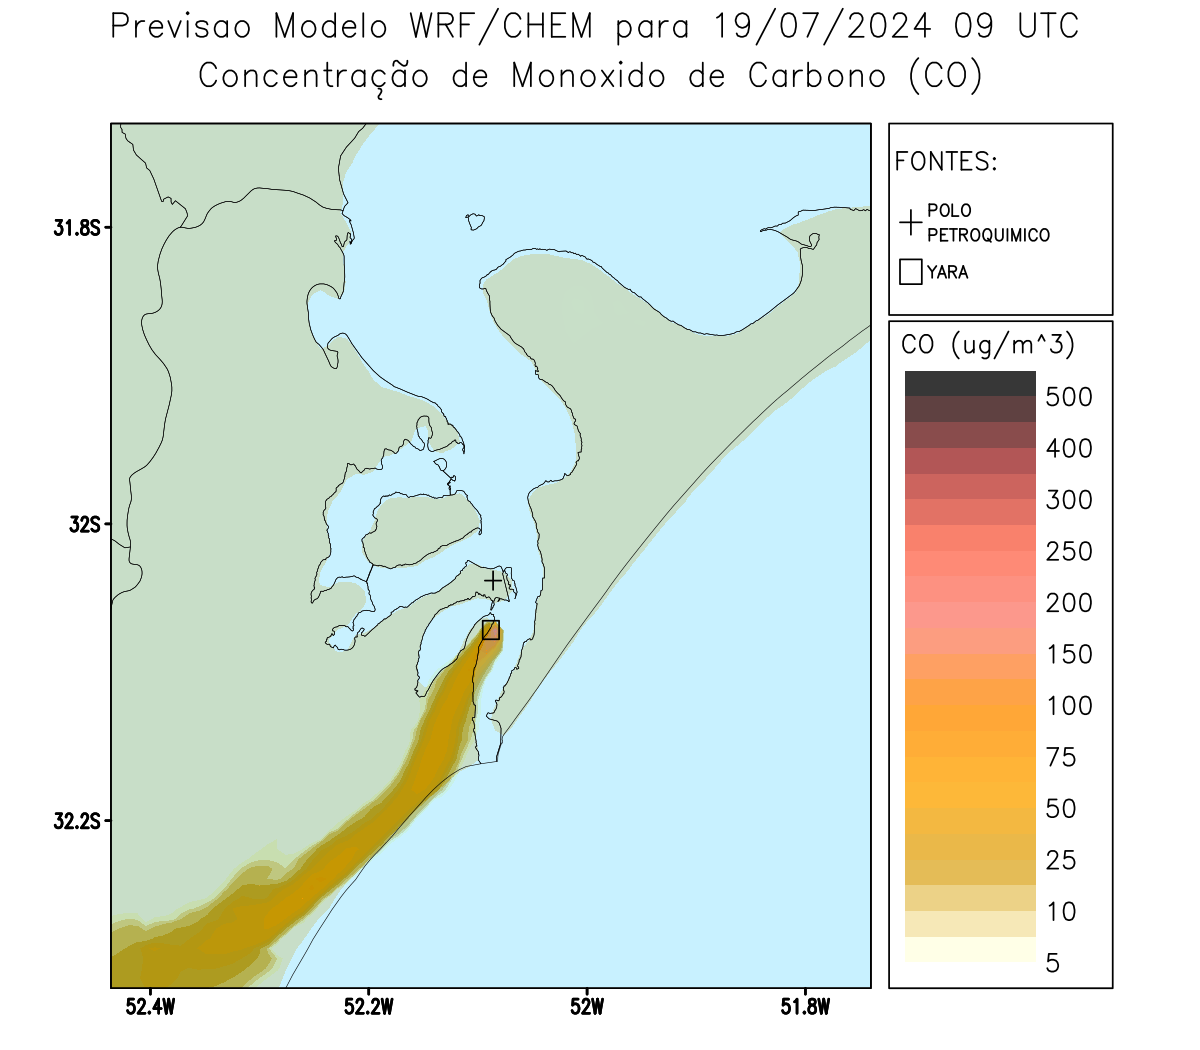 Previsao Modelo WRF/CHEM para 19/07/2024 09 UTC
Concentração de Monoxido de Carbono (CO)
FONTES:
POLO
PETROQUIMICO
YARA
CO (ug/m^3)
500
400
300
250
200
150
100
75
50
25
10
5
31.8S
32S
32.2S
52.4W
52.2W
52W
51.8W